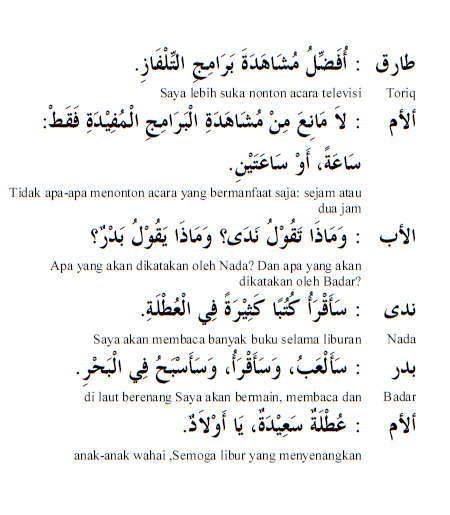 طارق : أُفَضِّلُ مُشَاهَدَةَ بَرَامِجِ التِّلْفَازِ.
Saya lebih suka nonton acara televisi Toriq
ألأم : لاَ مَانِعَ مِنْ مُشَاهَدَةِ الْبَرَامِجِ الْمُفِيْدَةِ فَقَطْ:
سَاعَةً، أَوْ سَاعَتَيْنِ.
Tidak apa-apa menonton acara yang bermanfaat saja: sejam atau
dua jam
الأب : وَمَاذَا تَقُوْلُ نَدَى؟ وَمَاذَا يَقُوْلُ بَدْرٌ؟
Apa yang akan dikatakan oleh Nada? Dan apa yang akan
dikatakan oleh Badar?
ندى : سَأَقْرَأُ كُتُبًا كَثِيْرَةً فِي الْعُطْلَةِ.
Saya akan membaca banyak buku selama liburan Nada
بدر : سَأَلْعَبُ، وَسَأَقْرَأُ، وَسَأَسْبَحُ فِي الْبَحْرِ.
di laut berenang Saya akan bermain, membaca dan Badar
ألأم : عُطْلَةٌ سَعِيْدَةٌ، يَا أَوْلاَدُ.
anak-anak wahai ,Semoga libur yang menyenangkan